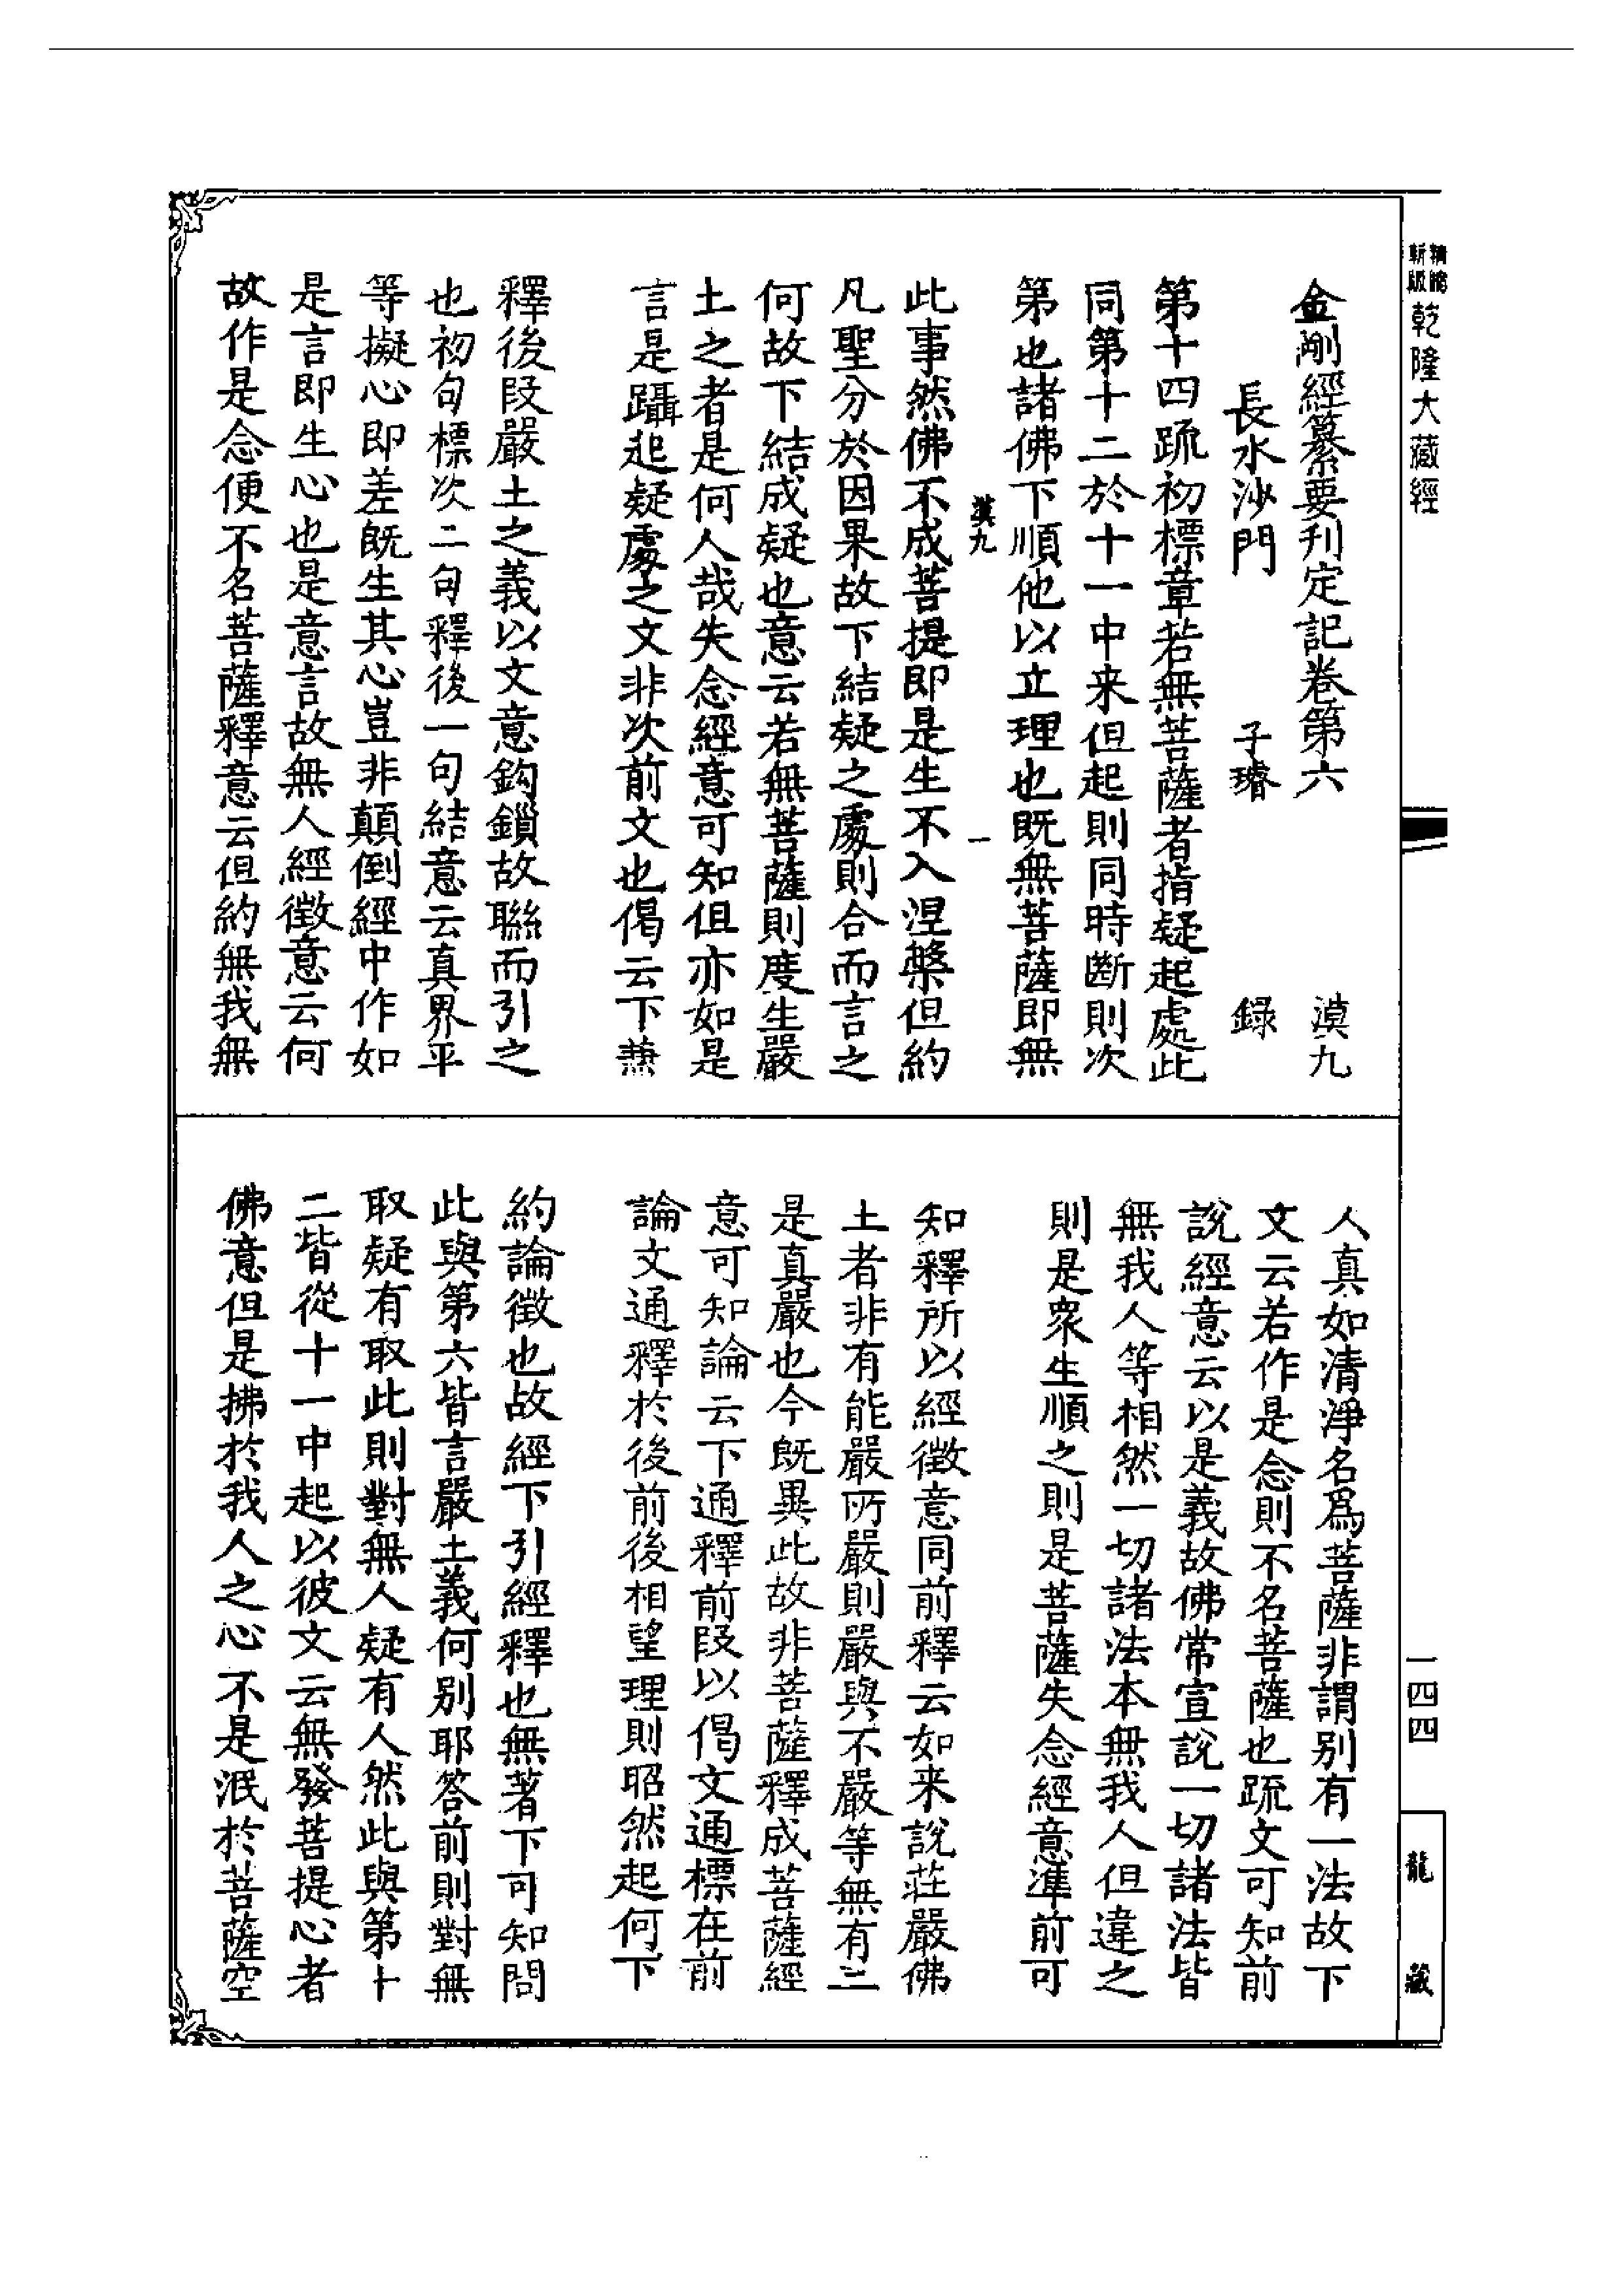 精縮
新版
乾隆大藏經
金剛經纂要刊定記卷第六 漠九
長水沙門 子璿 錄
第十四䟽初標章若無菩薩者指疑起處此
同第十二於十一中来但起則同時斷則次
第也諸佛下順他以立理也既無菩薩即無
漠九 一
此事然佛不成菩提即是生不入涅槃但約
凡聖分於因果故下結疑之處則合而言之
何故下結成疑也意云若無菩薩則度生嚴
土之者是何人哉失念經意可知但亦如是
言是躡起疑處之文非次前文也偈云下兼
釋後段嚴土之義以文意鈎鎖故聯而引之
也初句標次二句釋後一句結意云真界平
等擬心即差既生其心豈非顛倒經中作如
是言即生心也是意言故無人經徵意云何
故作是念便不名菩薩釋意云但約無我無
人真如清淨名爲菩薩非謂別有一法故下
文云若作是念則不名菩薩也䟽文可知前
說經意云以是義故佛常宣說一切諸法皆
無我人等相然一切諸法本無我人但違之
則是衆生順之則是菩薩失念經意準前可
知釋所以經徵意同前釋云如来說莊嚴佛
土者非有能嚴所嚴則嚴與不嚴等無有二
是真嚴也今既異此故非菩薩釋成菩薩經
意可知論云下通釋前段以偈文通標在前
論文通釋於後前後相望理則昭然起何下
約論徵也故經下引經釋也無著下可知問
此與第六皆言嚴土義何別耶答前則對無
取疑有取此則對無人疑有人然此與第十
二皆從十一中起以彼文云無發菩提心者
佛意但是拂於我人之心不是泯於菩薩空
一四四
龍藏